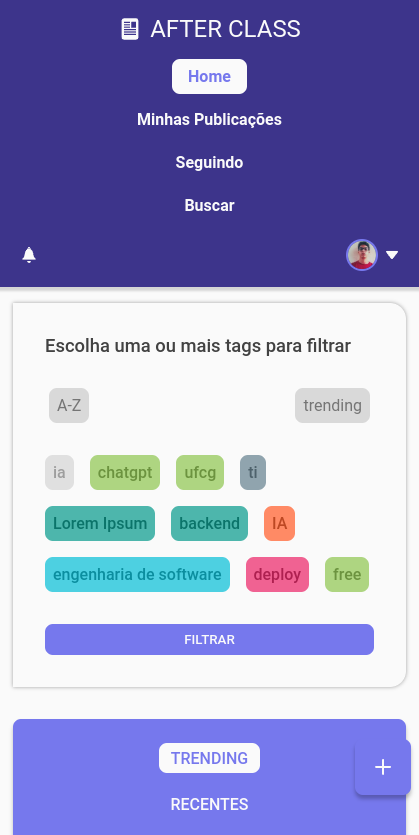 AFTER CLASS
Home
Minhas Publicações
Seguindo
Buscar
Escolha uma ou mais tags para filtrar
A-Z trending
ia chatgpt ufcg ti
Lorem Ipsum backend IA
engenharia de software deploy free
FILTRAR
TRENDING
RECENTES